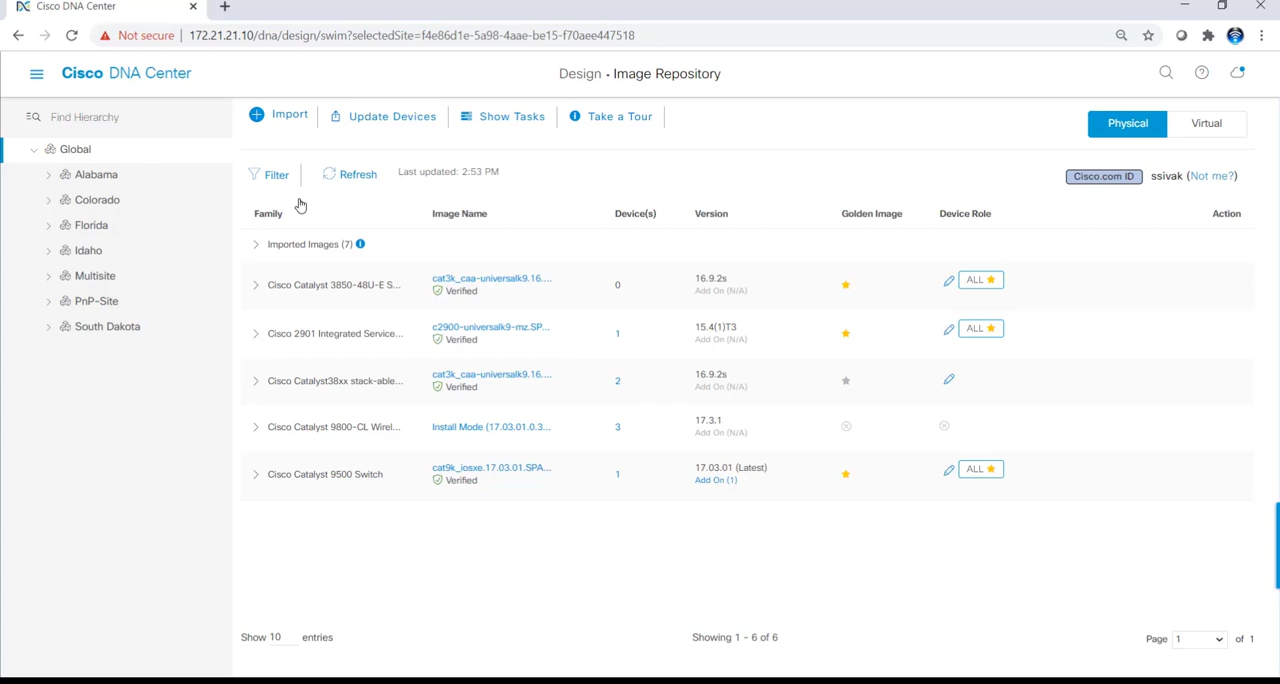 Cisco DNA Center
Not secure | 172.21.21.10/dna/design/swim?selectedSite=f4e86d1e-5a98-4aae-be15-f70aee447518
Cisco DNA Center
Design • Image Repository
Find Hierarchy
Global
Alabama
Colorado
Florida
Idaho
Multisite
PnP-Site
South Dakota
Import
Update Devices
Show Tasks
Take a Tour
Physical
Virtual
Filter
Refresh
Last updated: 2:53 PM
Cisco.com ID
ssivak (Not me?)
Family Image Name Device(s) Version Golden Image Device Role Action
Imported Images (7)
Cisco Catalyst 3850-48U-E S... cat3k_caa-universalk9.16.... 0 16.9.2s ALL
Verified Add On (N/A)
Cisco 2901 Integrated Service... c2900-universalk9-mz.SP... 1 15.4(1)T3 ALL
Verified Add On (N/A)
Cisco Catalyst38xx stack-able... cat3k_caa-universalk9.16.... 2 16.9.2s
Verified Add On (N/A)
Cisco Catalyst 9800-CL Wirel... Install Mode (17.03.01.0.3... 3 17.3.1
Add On (N/A)
Cisco Catalyst 9500 Switch cat9k_iosxe.17.03.01.SPA... 1 17.03.01 (Latest) ALL
Verified Add On (1)
Show 10 entries
Showing 1 - 6 of 6
Page 1 of 1